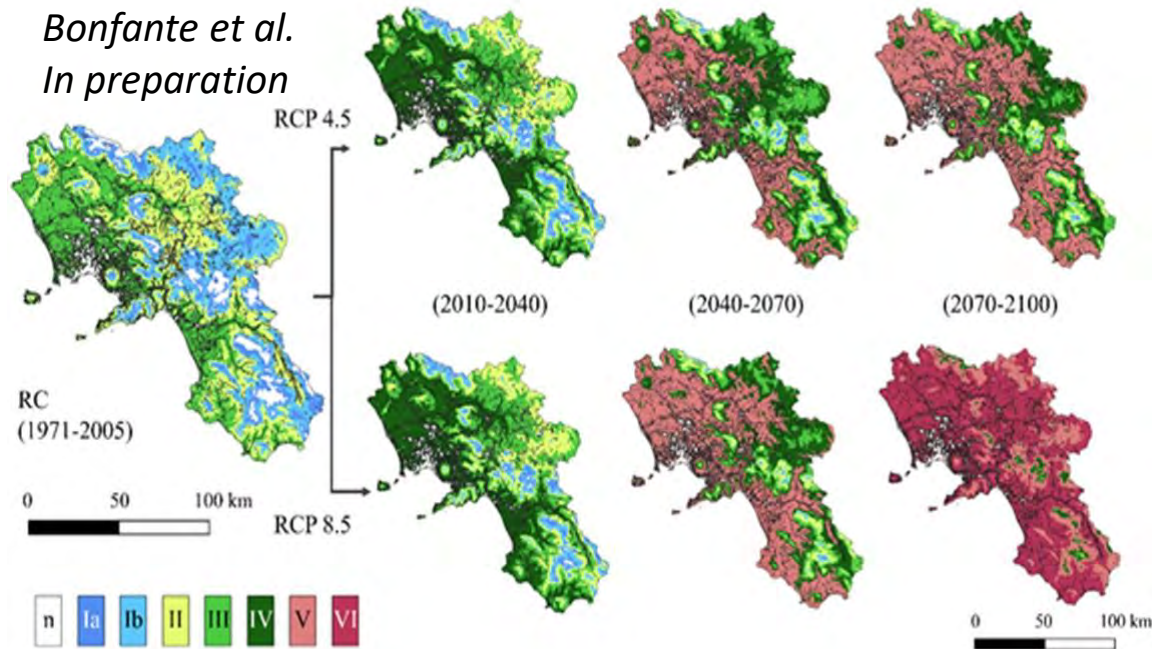 Bonfante et al.
In preparation
RCP 4.5
(2010-2040)
(2040-2070)
(2070-2100)
RC
(1971-2005)
0 50 100 km
RCP 8.5
n Ia Ib II III IV V VI
0 50 100 km